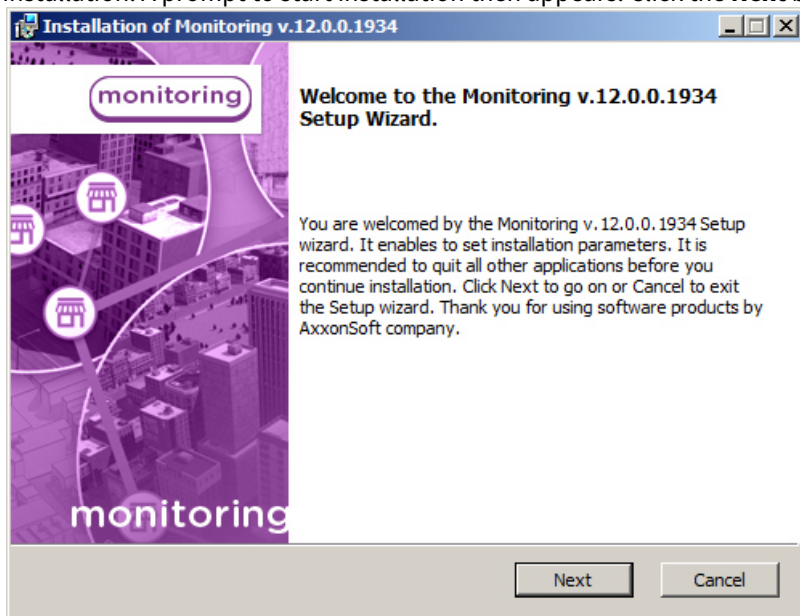 Installation of Monitoring v.12.0.0.1934
monitoring
Welcome to the Monitoring v.12.0.0.1934
Setup Wizard.
You are welcomed by the Monitoring v.12.0.0.1934 Setup
wizard. It enables to set installation parameters. It is
recommended to quit all other applications before you
continue installation. Click Next to go on or Cancel to exit
the Setup wizard. Thank you for using software products by
AxxonSoft company.
monitoring
Next
Cancel